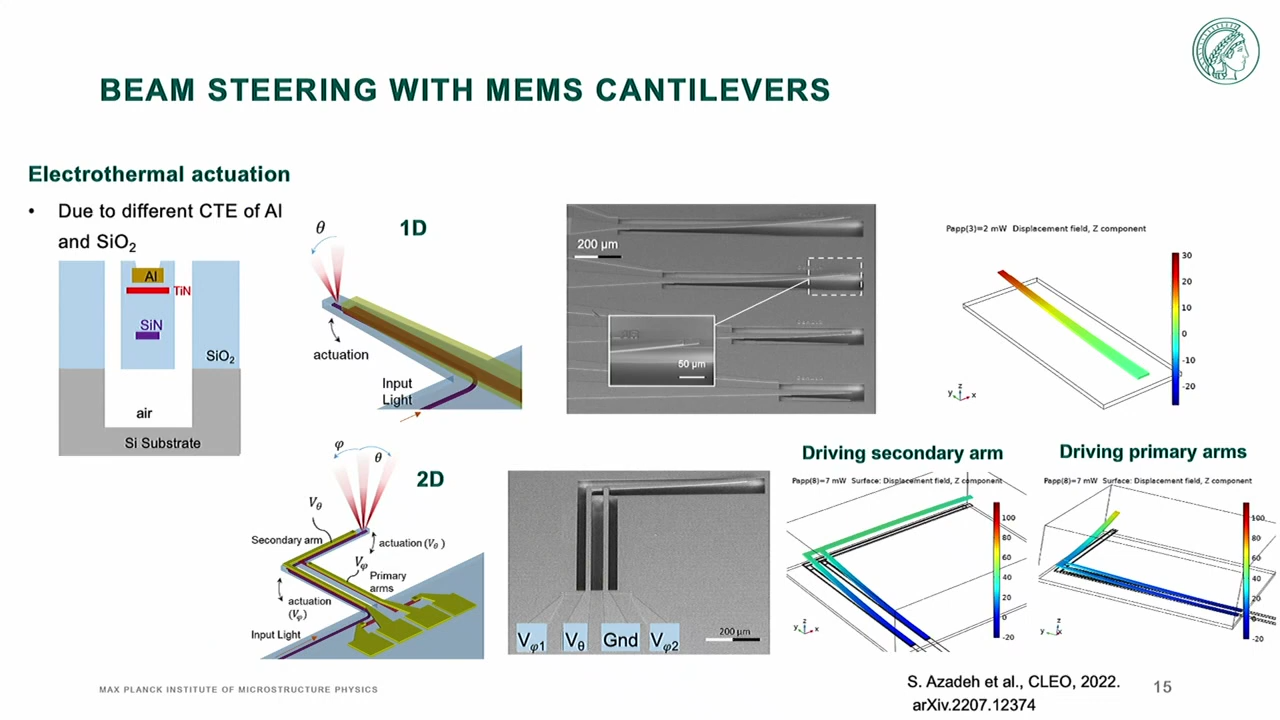 BEAM STEERING WITH MEMS CANTILEVERS
Electrothermal actuation
• Due to different CTE of Al
and SiO₂
Al
TiN
SiN
SiO₂
air
Si Substrate
1D
θ
actuation
Input
Light
200 µm
50 µm
Papp(3)=2 mW Displacement field, Z component
30
20
10
0
-10
-20
z
y
x
2D
φ
θ
Vθ
Secondary arm
actuation (Vθ)
Vφ
Primary
arms
actuation
(Vφ)
Input Light
Vφ1
Vθ
Gnd
Vφ2
200 µm
Driving secondary arm
Papp(8)=7 mW Surface: Displacement field, Z component
100
80
60
40
20
0
-20
z
y
x
Driving primary arms
Papp(8)=7 mW Surface: Displacement field, Z component
100
80
60
40
20
0
-20
z
y
x
S. Azadeh et al., CLEO, 2022.
arXiv.2207.12374
MAX PLANCK INSTITUTE OF MICROSTRUCTURE PHYSICS
15